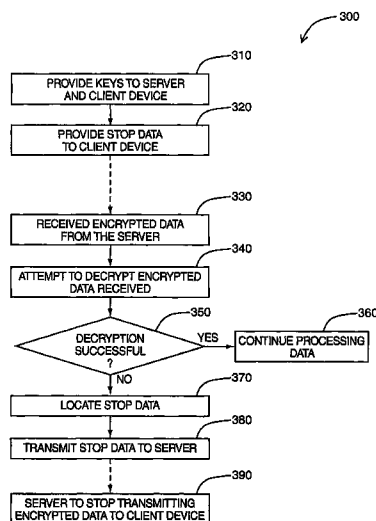 300
310
PROVIDE KEYS TO SERVER
AND CLIENT DEVICE
320
PROVIDE STOP DATA
TO CLIENT DEVICE
330
RECEIVED ENCRYPTED DATA
FROM THE SERVER
340
ATTEMPT TO DECRYPT ENCRYPTED
DATA RECEIVED
350
DECRYPTION
SUCCESSFUL
?
YES
360
CONTINUE PROCESSING
DATA
NO
370
LOCATE STOP DATA
380
TRANSMIT STOP DATA TO SERVER
390
SERVER TO STOP TRANSMITTING
ENCRYPTED DATA TO CLIENT DEVICE